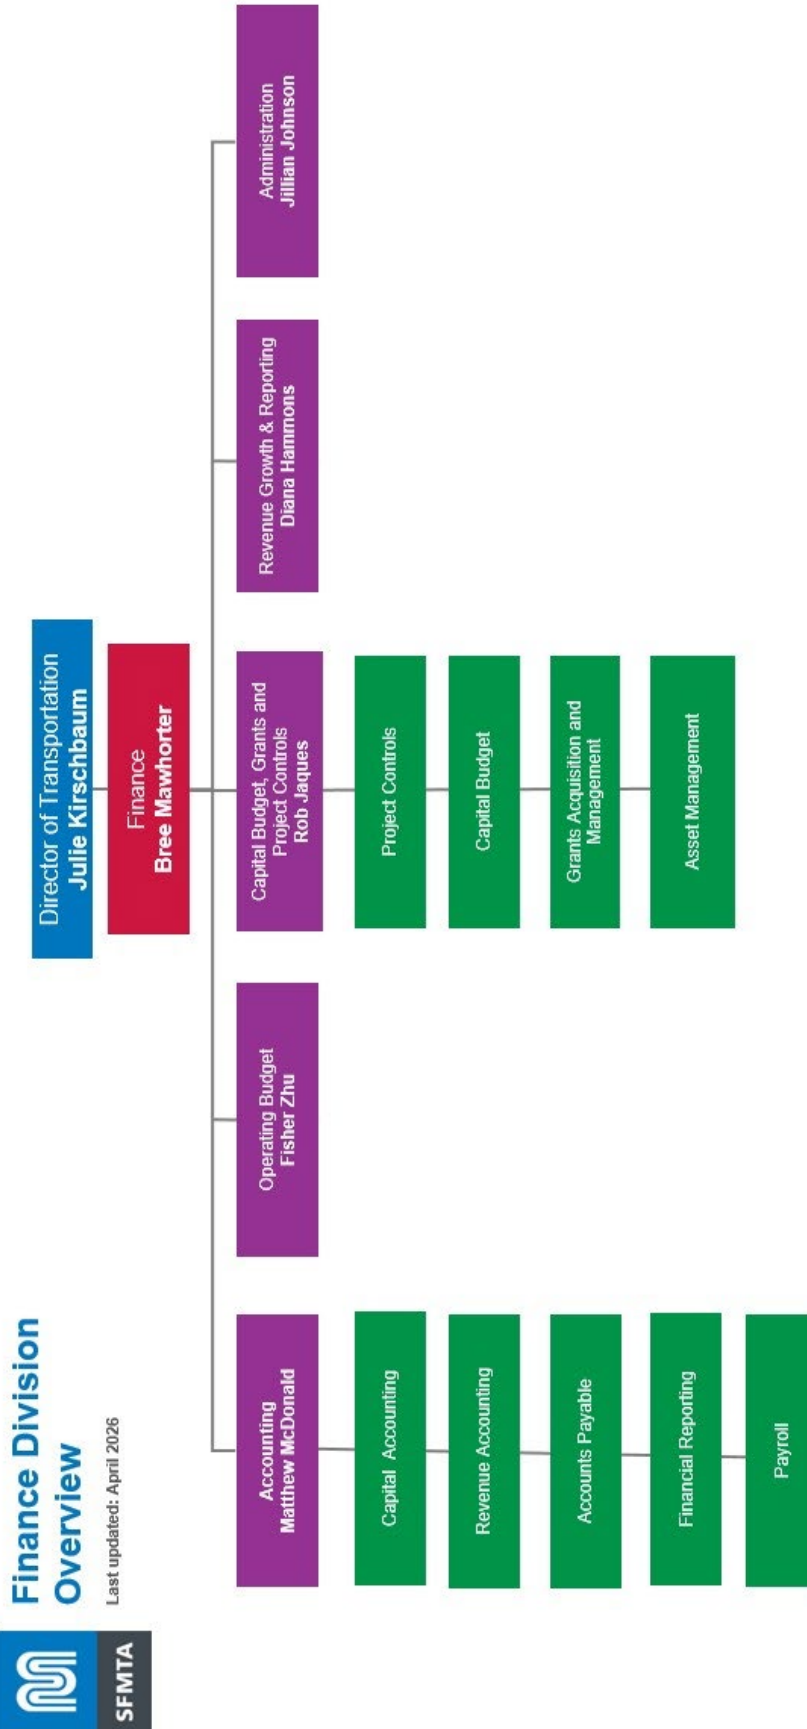 SFMTA
Finance Division
Overview
Last updated: April 2026
Director of Transportation
Julie Kirschbaum
Finance
Bree Mawhorter
Accounting
Matthew McDonald
Capital Accounting
Revenue Accounting
Accounts Payable
Financial Reporting
Payroll
Operating Budget
Fisher Zhu
Capital Budget, Grants and
Project Controls
Rob Jaques
Project Controls
Capital Budget
Grants Acquisition and
Management
Asset Management
Revenue Growth & Reporting
Diana Hammons
Administration
Jillian Johnson